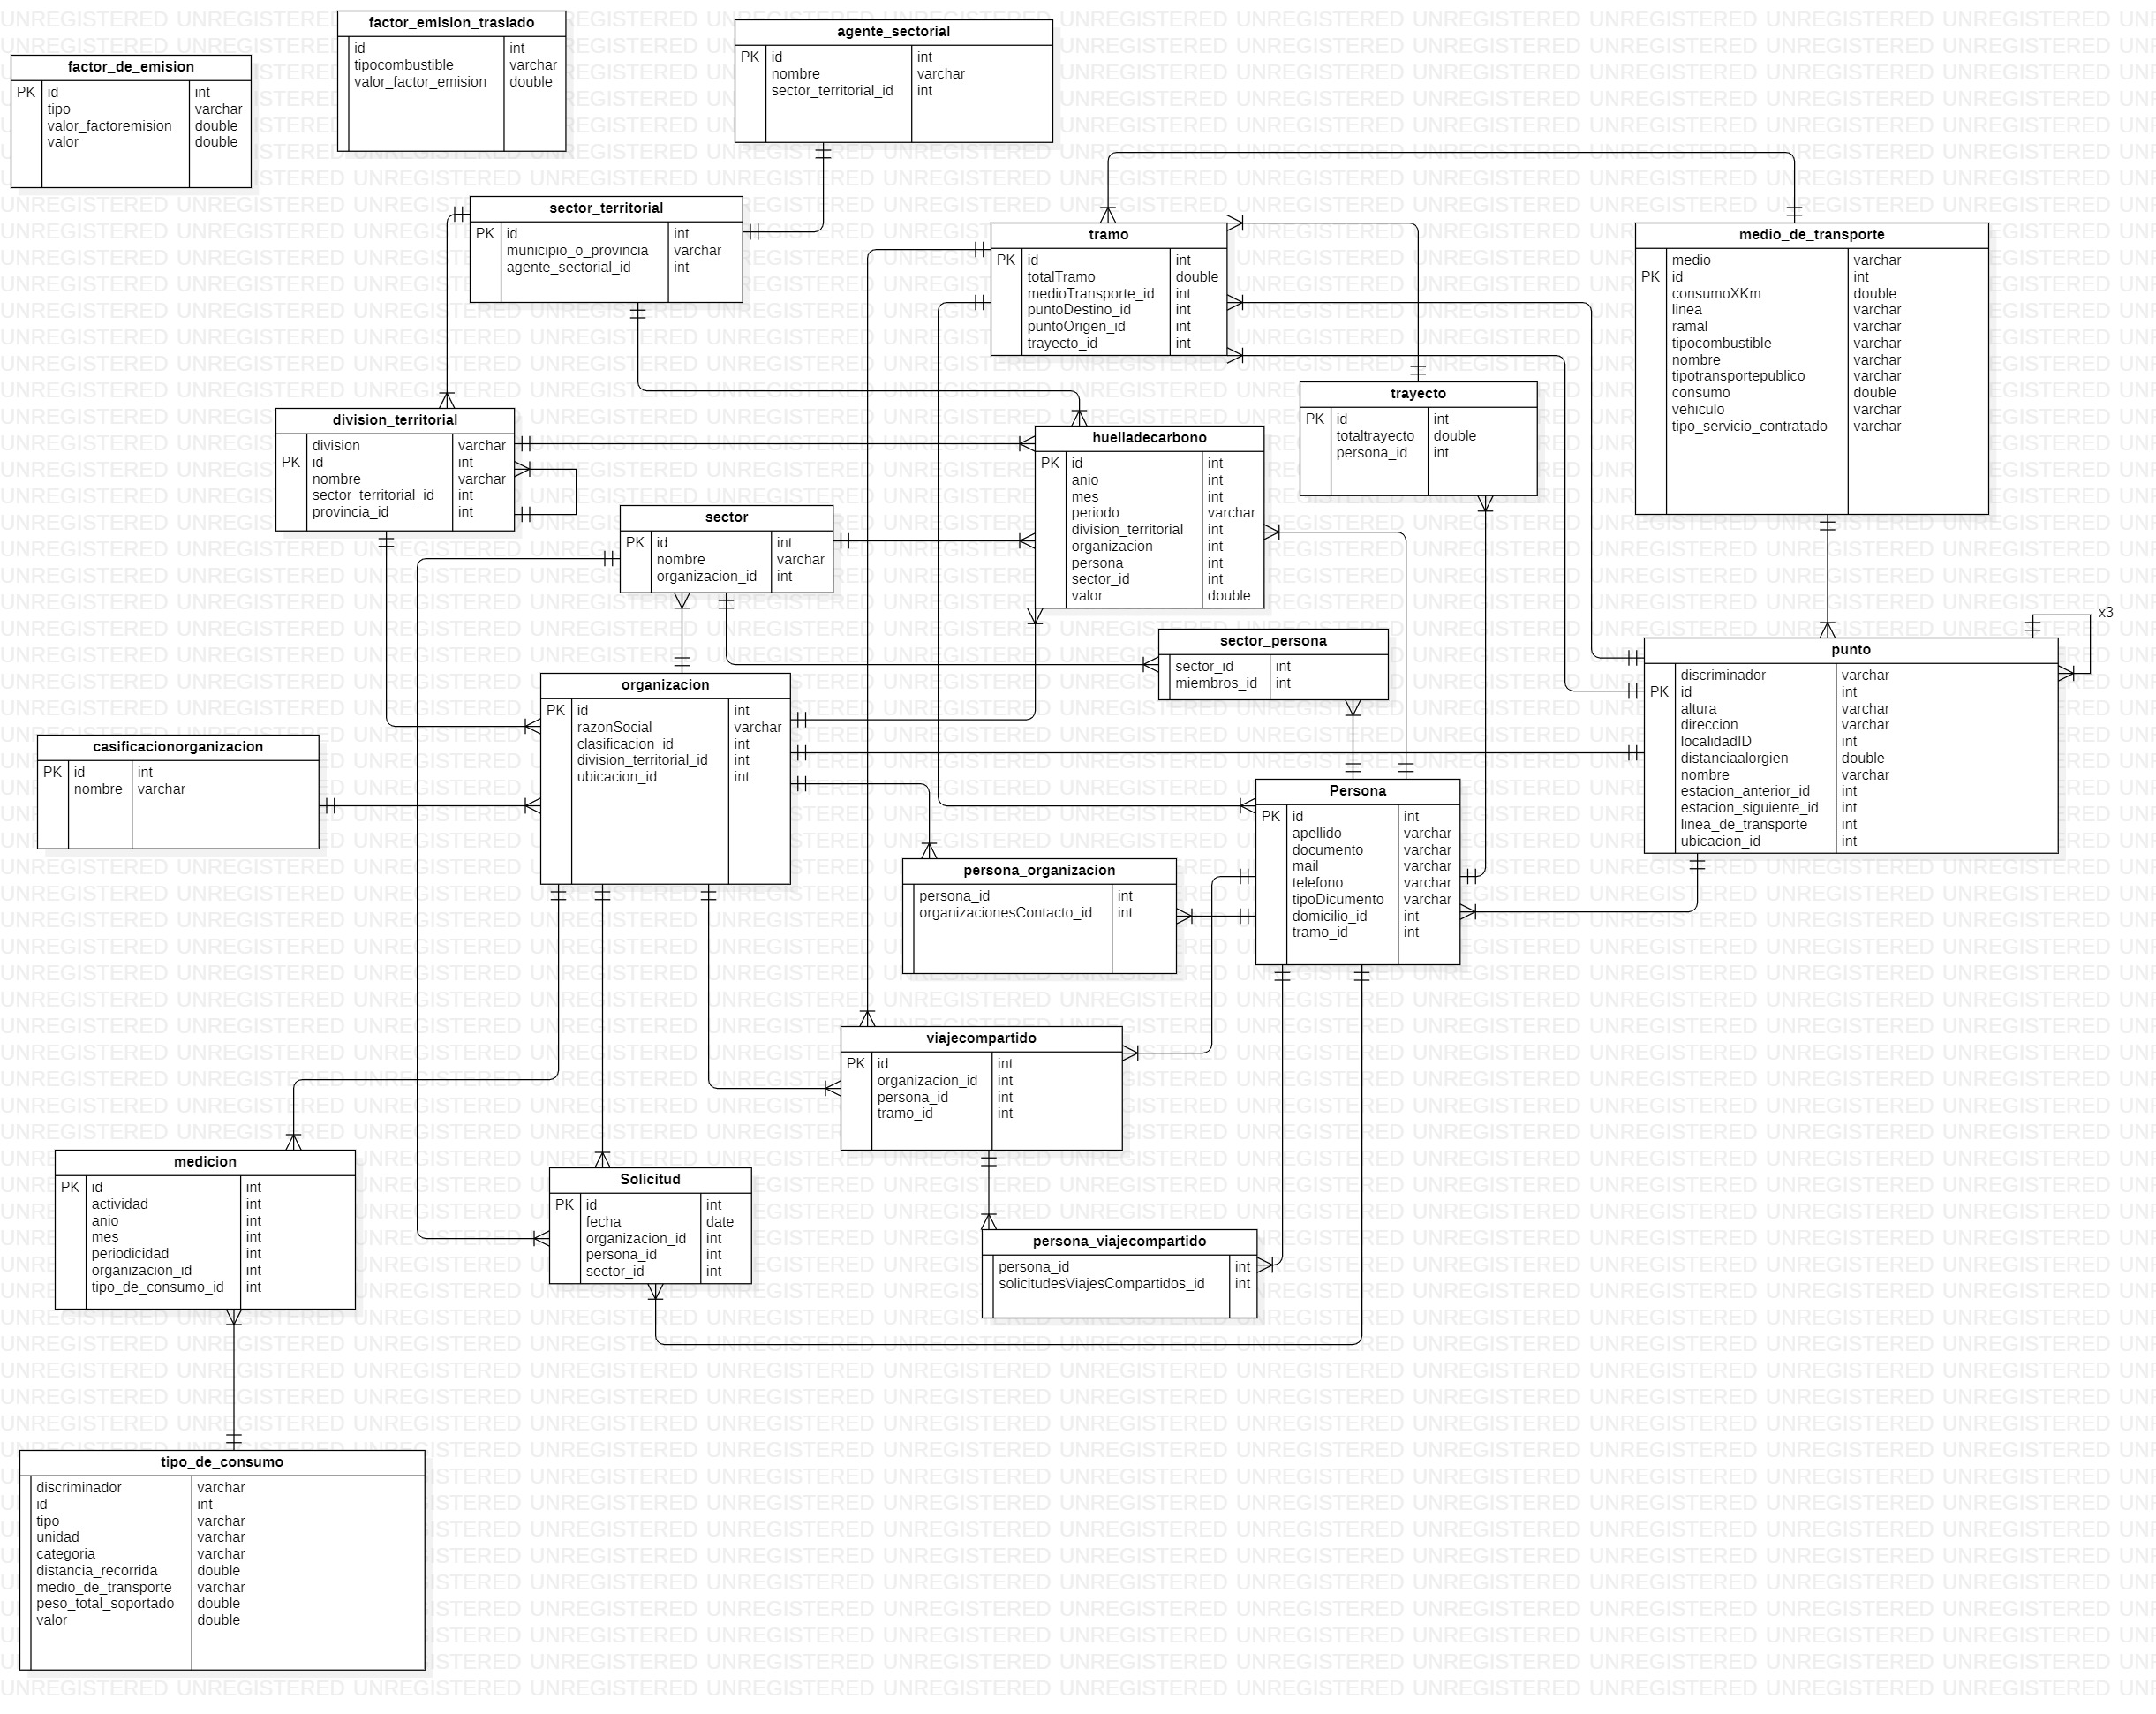 factor_emision_traslado
id int
tipocombustible varchar
valor_factor_emision double
agente_sectorial
PK id int
nombre varchar
sector_territorial_id int
factor_de_emision
PK id int
tipo varchar
valor_factoremision double
valor double
sector_territorial
PK id int
municipio_o_provincia varchar
agente_sectorial_id int
tramo
PK id int
totalTramo double
medioTransporte_id int
puntoDestino_id int
puntoOrigen_id int
trayecto_id int
medio_de_transporte
medio varchar
PK id int
consumoXKm double
linea varchar
ramal varchar
tipocombustible varchar
nombre varchar
tipotransportepublico varchar
consumo double
vehiculo varchar
tipo_servicio_contratado varchar
trayecto
PK id int
totaltrayecto double
persona_id int
division_territorial
division varchar
PK id int
nombre varchar
sector_territorial_id int
provincia_id int
huelladecarbono
PK id int
anio int
mes int
periodo varchar
division_territorial int
organizacion int
persona int
sector_id int
valor double
sector
PK id int
nombre varchar
organizacion_id int
x3
sector_persona
sector_id int
miembros_id int
punto
discriminador varchar
PK id int
altura varchar
direccion varchar
localidadID int
distanciaalorgien double
nombre varchar
estacion_anterior_id int
estacion_siguiente_id int
linea_de_transporte int
ubicacion_id int
organizacion
PK id int
razonSocial varchar
clasificacion_id int
division_territorial_id int
ubicacion_id int
casificacionorganizacion
PK id int
nombre varchar
Persona
PK id int
apellido varchar
documento varchar
mail varchar
telefono varchar
tipoDicumento varchar
domicilio_id int
tramo_id int
persona_organizacion
persona_id int
organizacionesContacto_id int
viajecompartido
PK id int
organizacion_id int
persona_id int
tramo_id int
medicion
PK id int
actividad int
anio int
mes int
periodicidad int
organizacion_id int
tipo_de_consumo_id int
Solicitud
PK id int
fecha date
organizacion_id int
persona_id int
sector_id int
persona_viajecompartido
persona_id int
solicitudesViajesCompartidos_id int
tipo_de_consumo
discriminador varchar
id int
tipo varchar
unidad varchar
categoria varchar
distancia_recorrida double
medio_de_transporte varchar
peso_total_soportado double
valor double